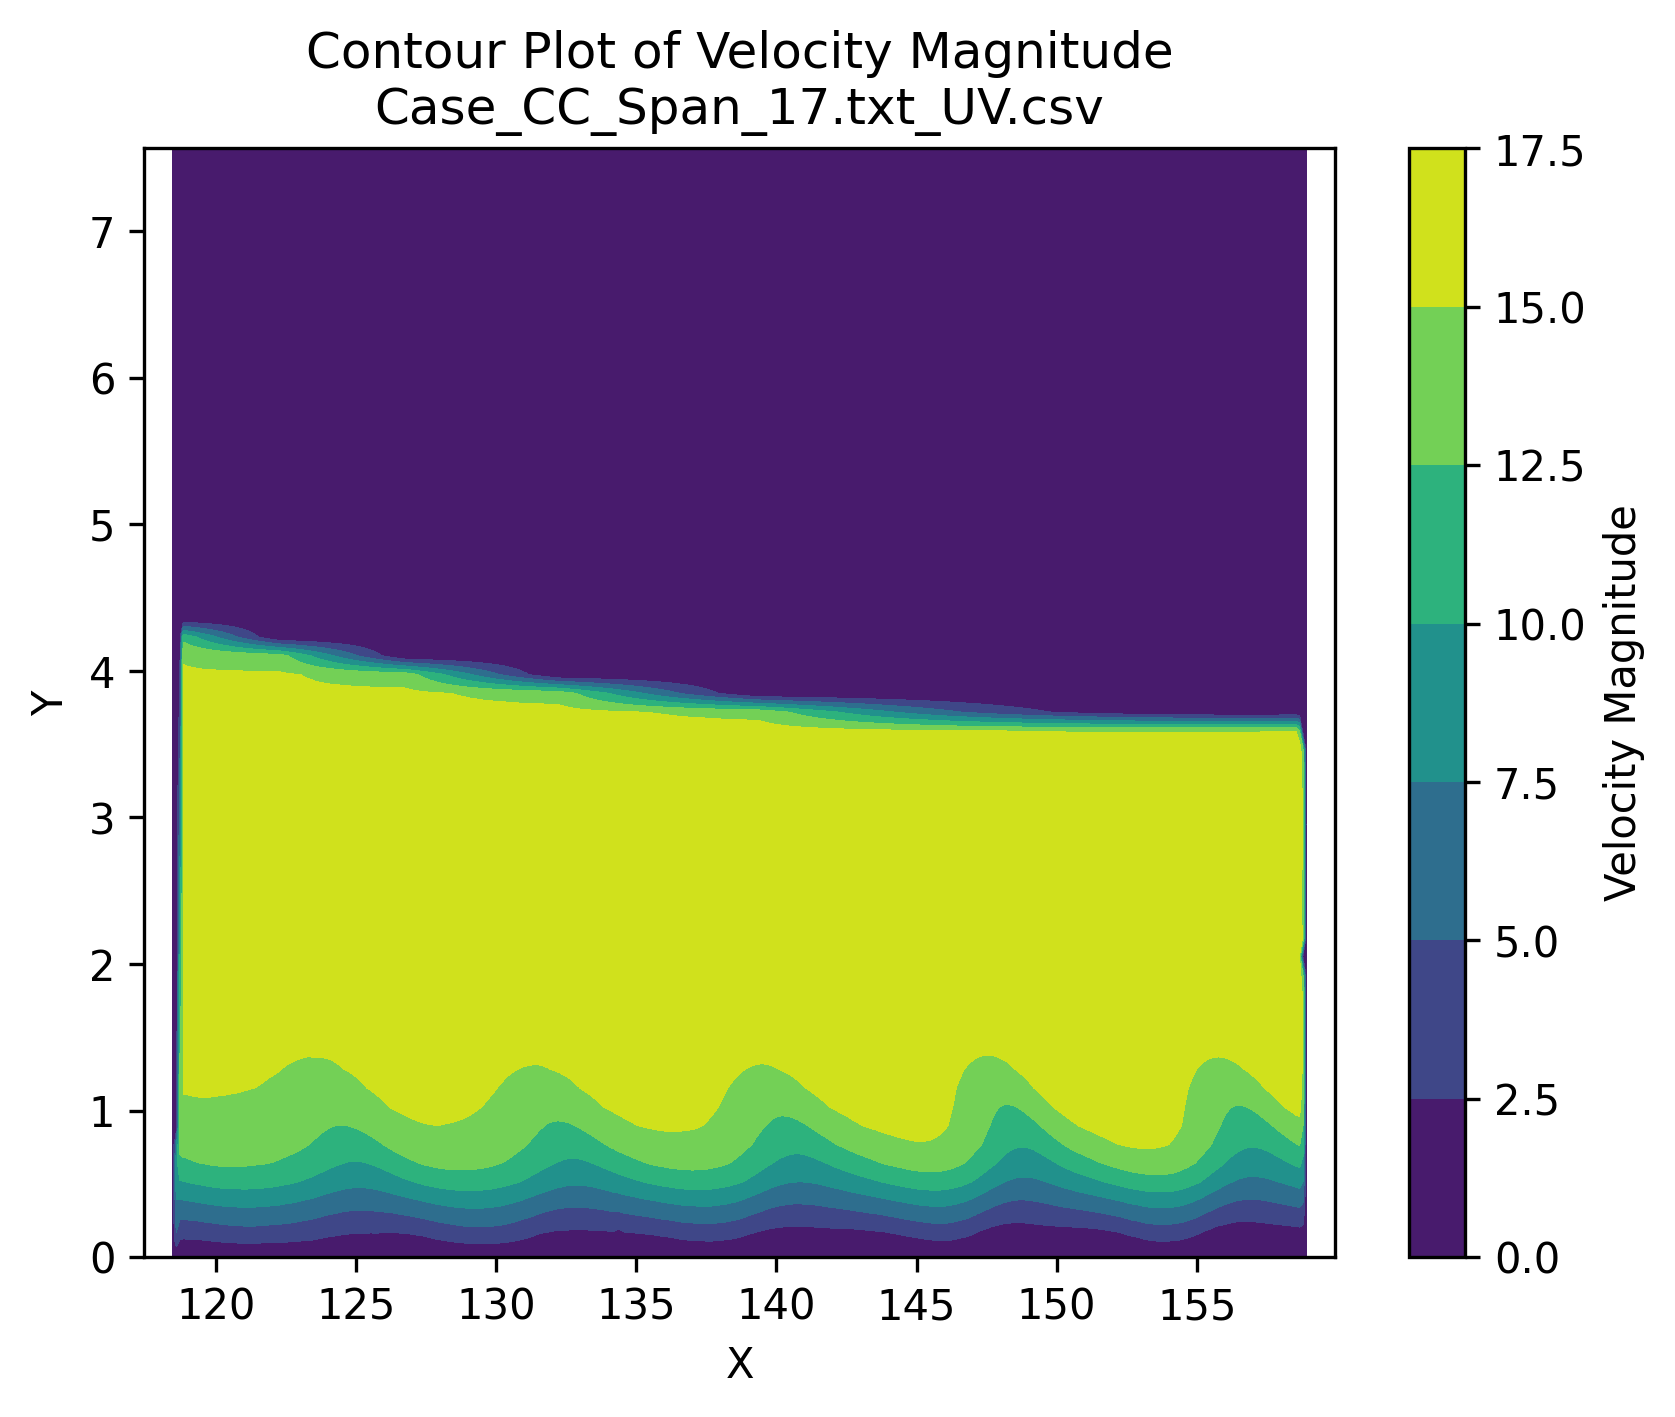 Contour Plot of Velocity Magnitude
Case_CC_Span_17.txt_UV.csv
7
6
5
4
3
2
1
0
Y
120 125 130 135 140 145 150 155
X
17.5
15.0
12.5
10.0
7.5
5.0
2.5
0.0
Velocity Magnitude